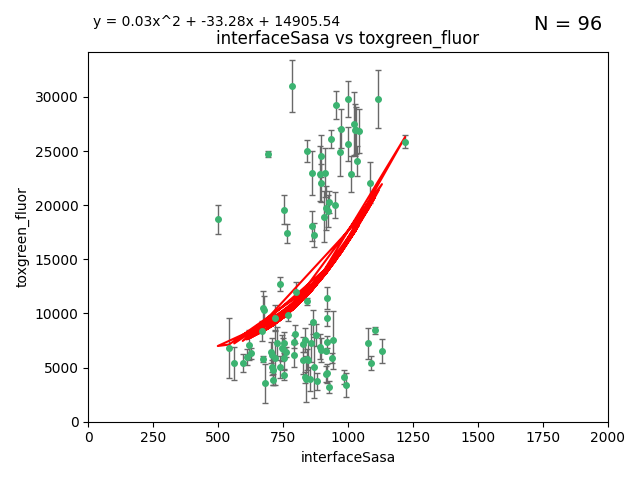 y = 0.03x^2 + -33.28x + 14905.54
N = 96
interfaceSasa vs toxgreen_fluor
toxgreen_fluor
30000
25000
20000
15000
10000
5000
0
0 250 500 750 1000 1250 1500 1750 2000
interfaceSasa